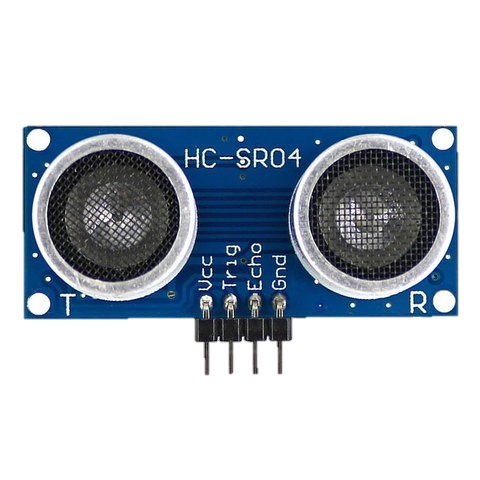 HC-SR04
Vcc
Trig
Echo
Gnd
T
R